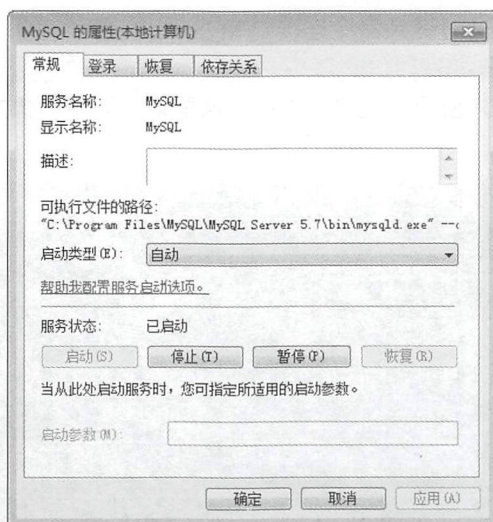 MySQL 的属性(本地计算机)
常规 登录 恢复 依存关系
服务名称: MySQL
显示名称: MySQL
描述:
可执行文件的路径:
"C:\Program Files\MySQL\MySQL Server 5.7\bin\mysqld.exe" --d
启动类型(E): 自动
帮助我配置服务启动选项。
服务状态: 已启动
启动(S) 停止(T) 暂停(P) 恢复(R)
当从此处启动服务时，您可指定所适用的启动参数。
启动参数(M):
确定 取消 应用(A)